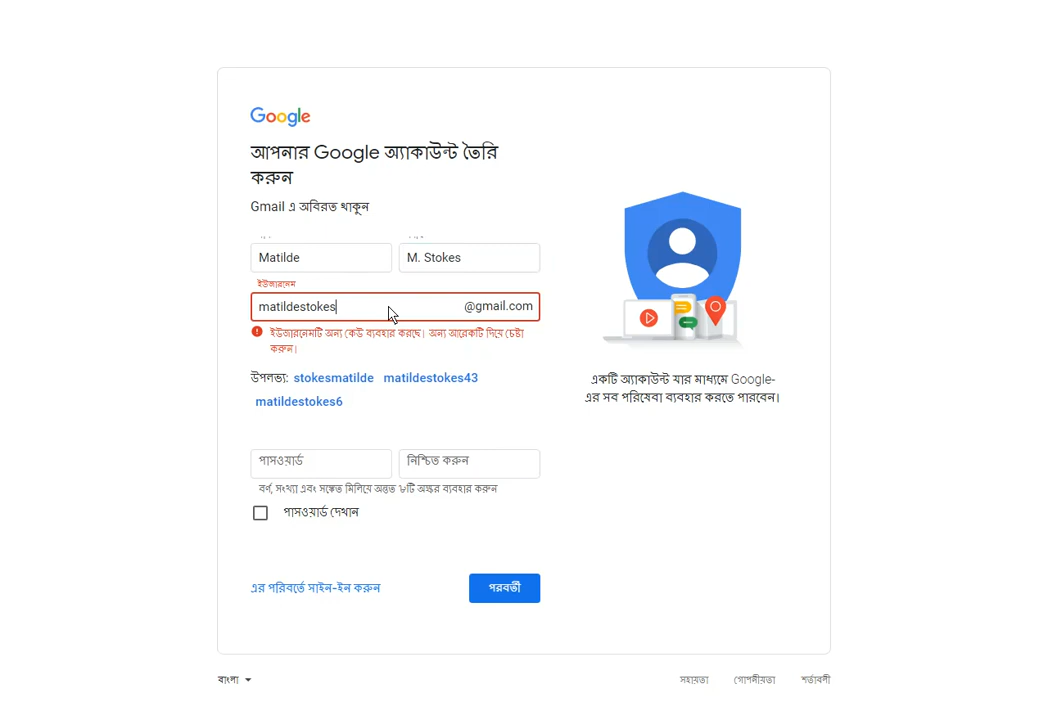 Google
আপনার Google অ্যাকাউন্ট তৈরি
করুন
Gmail এ অবিরত থাকুন
Matilde
M. Stokes
ইউজারনেম
matildestokes
@gmail.com
ইউজারনেমটি অন্য কেউ ব্যবহার করছে। অন্য আরেকটি দিয়ে চেষ্টা
করুন।
উপলভ্য: stokesmatilde matildestokes43
matildestokes6
পাসওয়ার্ড
নিশ্চিত করুন
বর্ণ, সংখ্যা এবং সঙ্কেত মিলিয়ে অন্তত ৮টি অক্ষর ব্যবহার করুন
পাসওয়ার্ড দেখান
এর পরিবর্তে সাইন-ইন করুন
পরবর্তী
একটি অ্যাকাউন্ট যার মাধ্যমে Google-
এর সব পরিষেবা ব্যবহার করতে পারবেন।
বাংলা
সহায়তা
গোপনীয়তা
শর্তাবলী